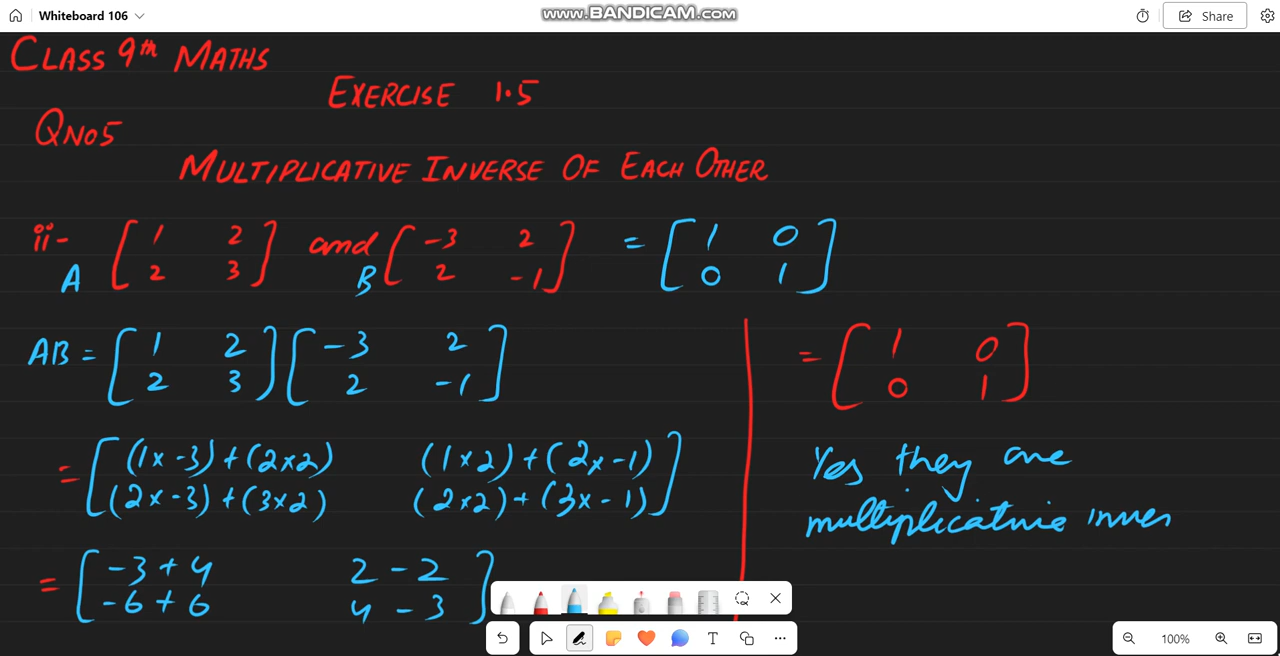 Whiteboard 106
www.BANDICAM.com
Share
CLASS 9th MATHS
EXERCISE 1.5
QNO5
MULTIPLICATIVE INVERSE OF EACH OTHER
ii- A [1 2 and B [-3 2 = [1 0
2 3] 2 -1] 0 1]
AB = [1 2 [-3 2
2 3] 2 -1]
= [(1x -3)+(2x2) (1x2)+(2x-1)
(2x-3)+(3x2) (2x2)+(3x-1)]
= [-3+4 2-2
-6+6 4-3]
= [1 0
0 1]
Yes they are
multiplicative
T
100%